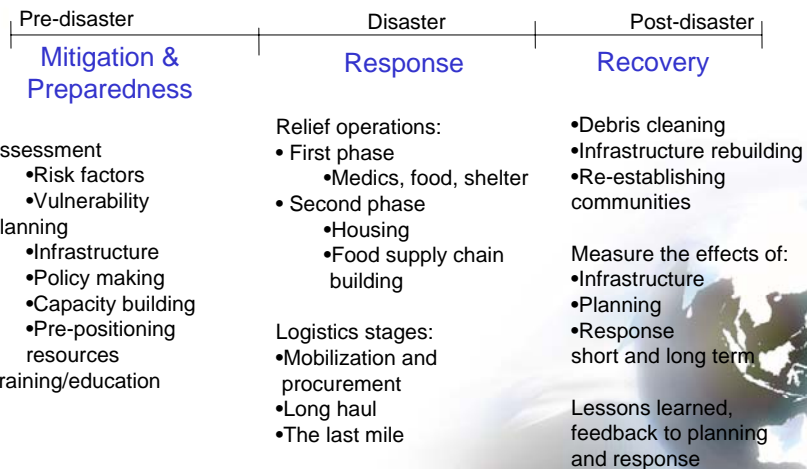 Pre-disaster
Mitigation &
Preparedness
ssessment
•Risk factors
•Vulnerability
lanning
•Infrastructure
•Policy making
•Capacity building
•Pre-positioning
resources
raining/education
Disaster
Response
Relief operations:
• First phase
•Medics, food, shelter
• Second phase
•Housing
•Food supply chain
building
Logistics stages:
•Mobilization and
procurement
•Long haul
•The last mile
Post-disaster
Recovery
•Debris cleaning
•Infrastructure rebuilding
•Re-establishing
communities
Measure the effects of:
•Infrastructure
•Planning
•Response
short and long term
Lessons learned,
feedback to planning
and response